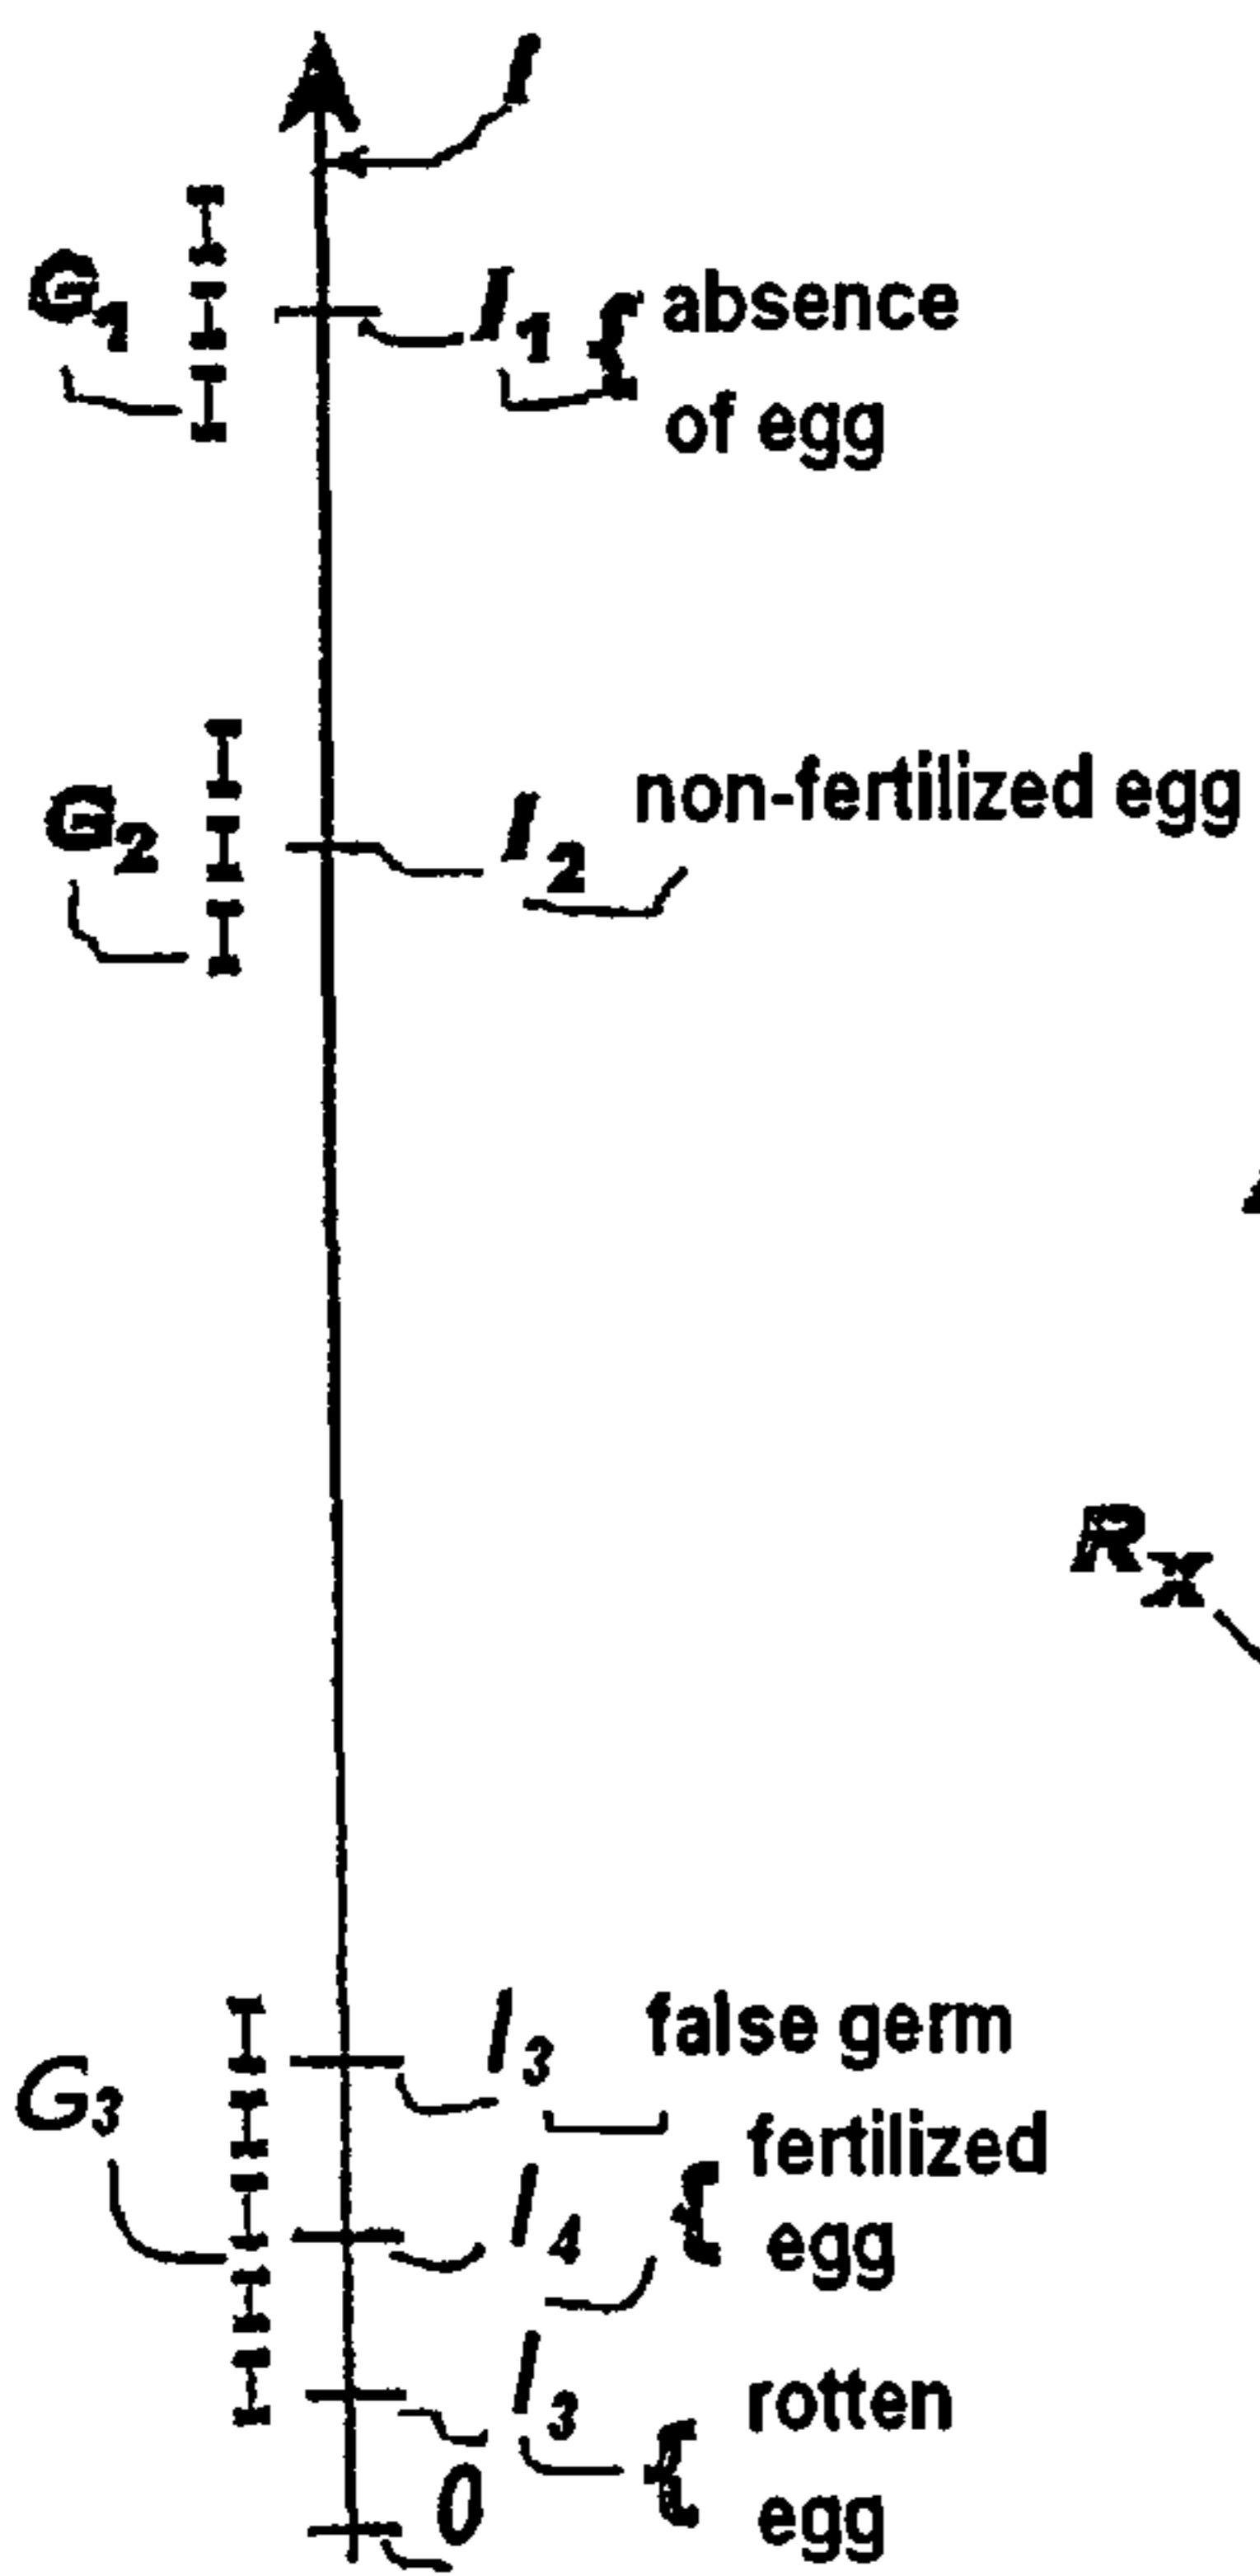 I
G1
I1 { absence
of egg
G2
I2 non-fertilized egg
RX
I3 false germ
G3
fertilized
I4 { egg
I3 rotten
{ egg
0